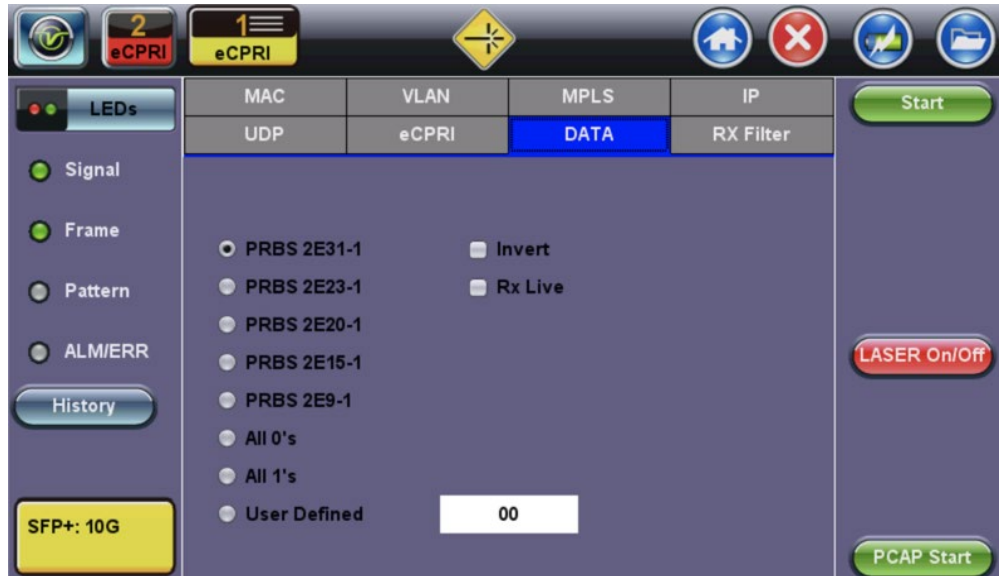 2
eCPRI
1
eCPRI
LEDs
Signal
Frame
Pattern
ALM/ERR
History
SFP+: 10G
MAC VLAN MPLS IP
UDP eCPRI DATA RX Filter
PRBS 2E31-1 Invert
PRBS 2E23-1 Rx Live
PRBS 2E20-1
PRBS 2E15-1
PRBS 2E9-1
All 0's
All 1's
User Defined 00
Start
LASER On/Off
PCAP Start